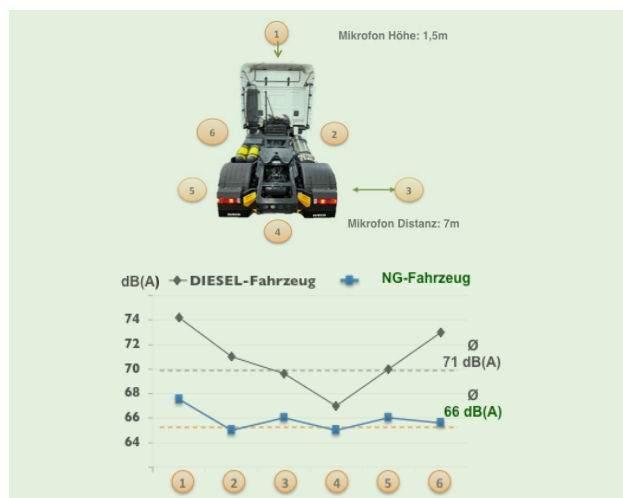 1
Mikrofon Höhe: 1,5m
6
2
5
3
4
Mikrofon Distanz: 7m
dB(A)
DIESEL-Fahrzeug
NG-Fahrzeug
74
72
70
68
66
64
Ø
71 dB(A)
Ø
66 dB(A)
1
2
3
4
5
6